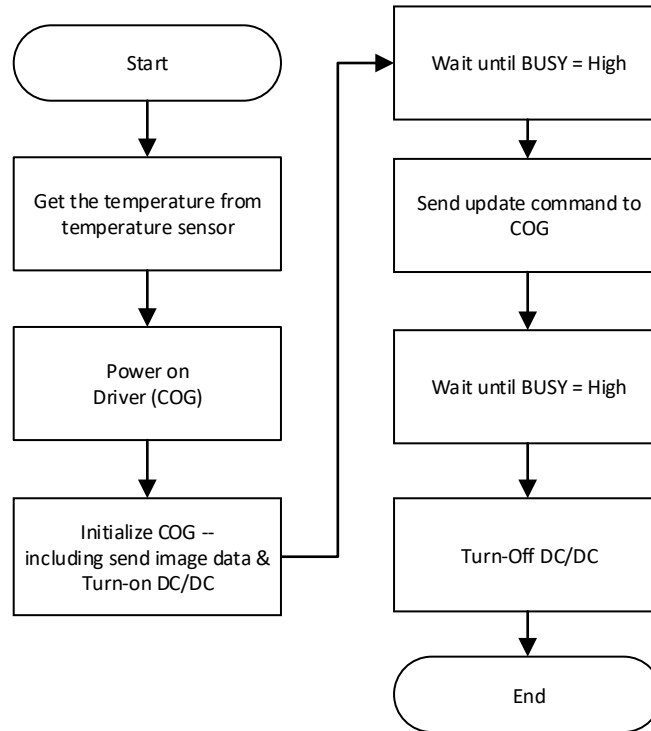 Start
Get the temperature from
temperature sensor
Power on
Driver (COG)
Initialize COG --
including send image data &
Turn-on DC/DC
Wait until BUSY = High
Send update command to
COG
Wait until BUSY = High
Turn-Off DC/DC
End